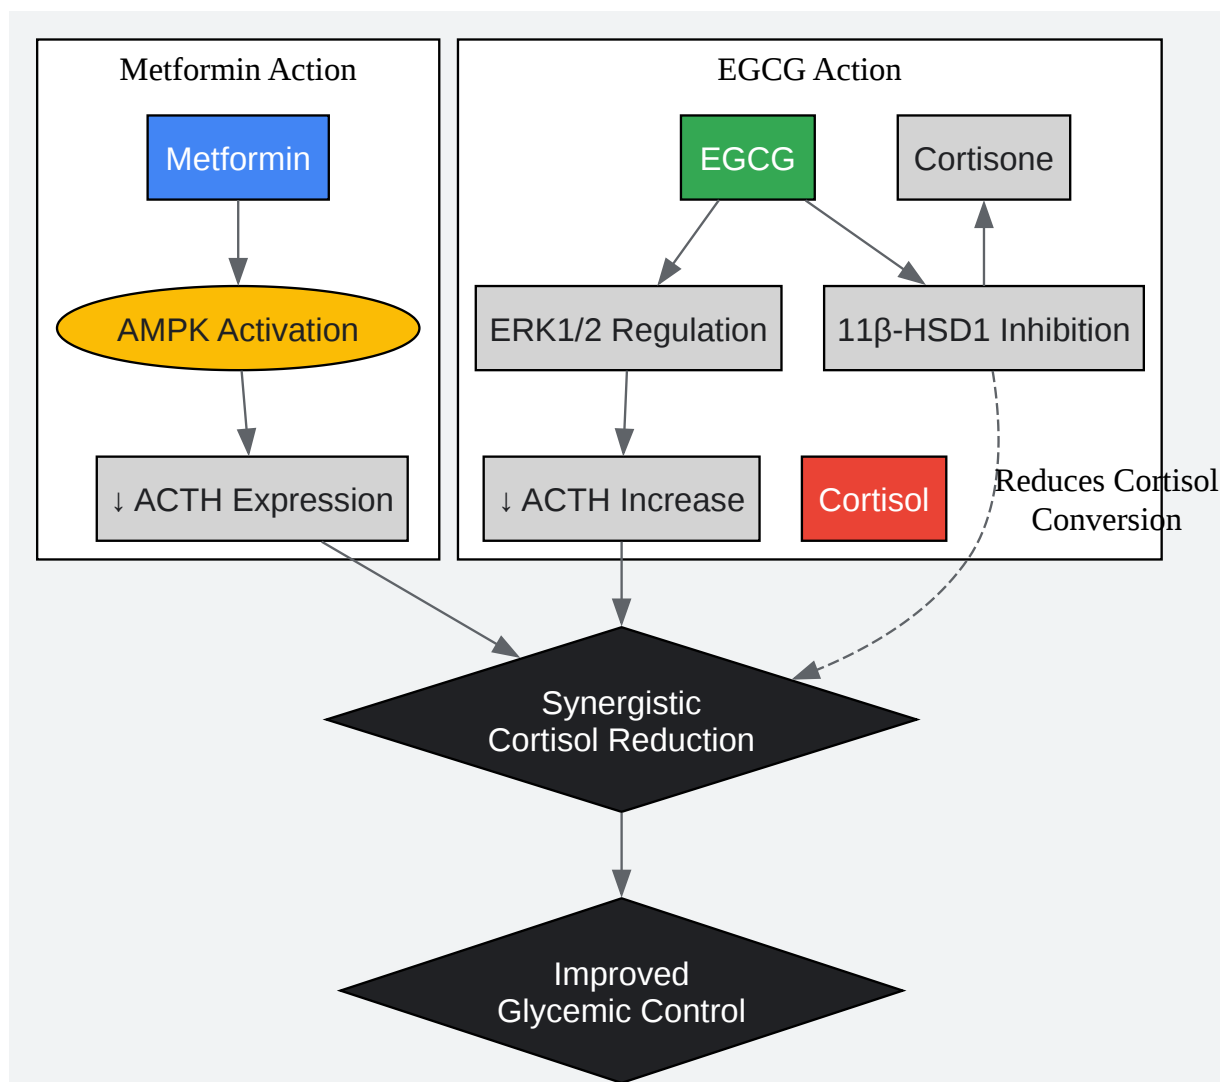 Metformin Action
Metformin
AMPK Activation
↓ ACTH Expression
EGCG Action
EGCG
Cortisone
ERK1/2 Regulation
11β-HSD1 Inhibition
↓ ACTH Increase
Cortisol
Reduces Cortisol
Conversion
Synergistic
Cortisol Reduction
Improved
Glycemic Control